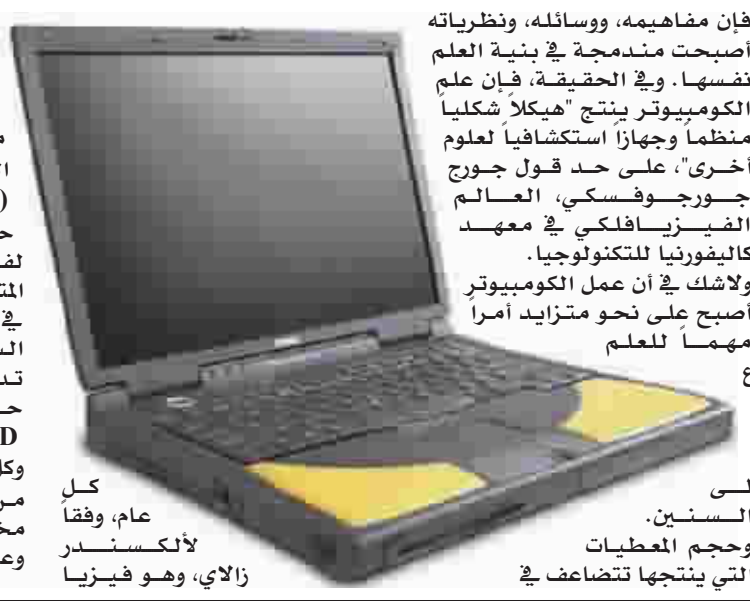 فإن مفاهيمه، ووسائله، ونظرياته
أصبحت مندمجة في بنية العلم
نفسها. وفي الحقيقة، فإن علم
الكومبيوتر ينتج "هيكلاً شكلياً
منظماً وجهازاً استكشافياً لعلوم
أخرى"، على حد قول جورج
جورجوفسكي، العالم
الفيزيافلكي في معهد
كاليفورنيا للتكنولوجيا.
ولاشك في أن عمل الكومبيوتر
أصبح على نحو متزايد أمراً
مهماً للعلم
ع
لى كل
السنين. عام، وفقاً
وحجم المعطيات لألكسندر
التي ينتجها تتضاعف في زالاي، وهو فيزيا